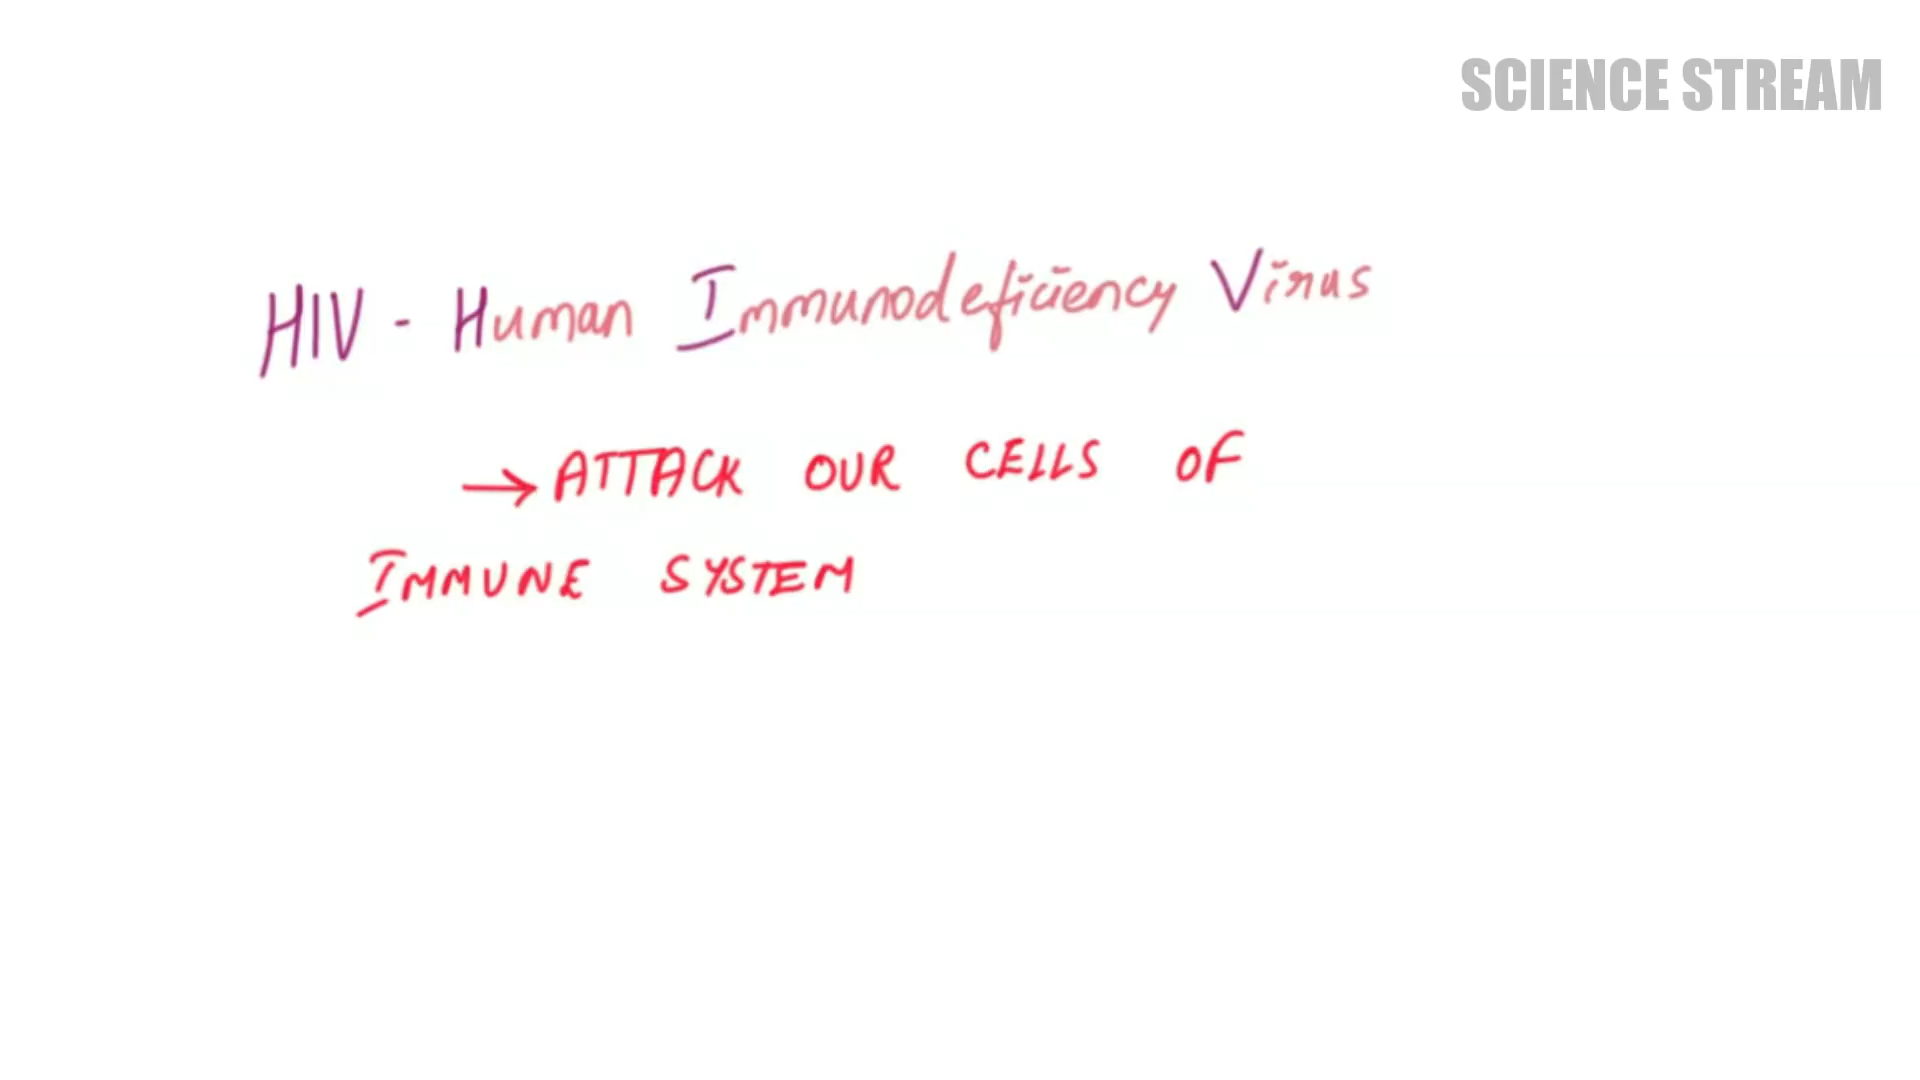 SCIENCE STREAM
HIV - Human Immunodeficiency Virus
→ ATTACK OUR CELLS OF
IMMUNE SYSTEM